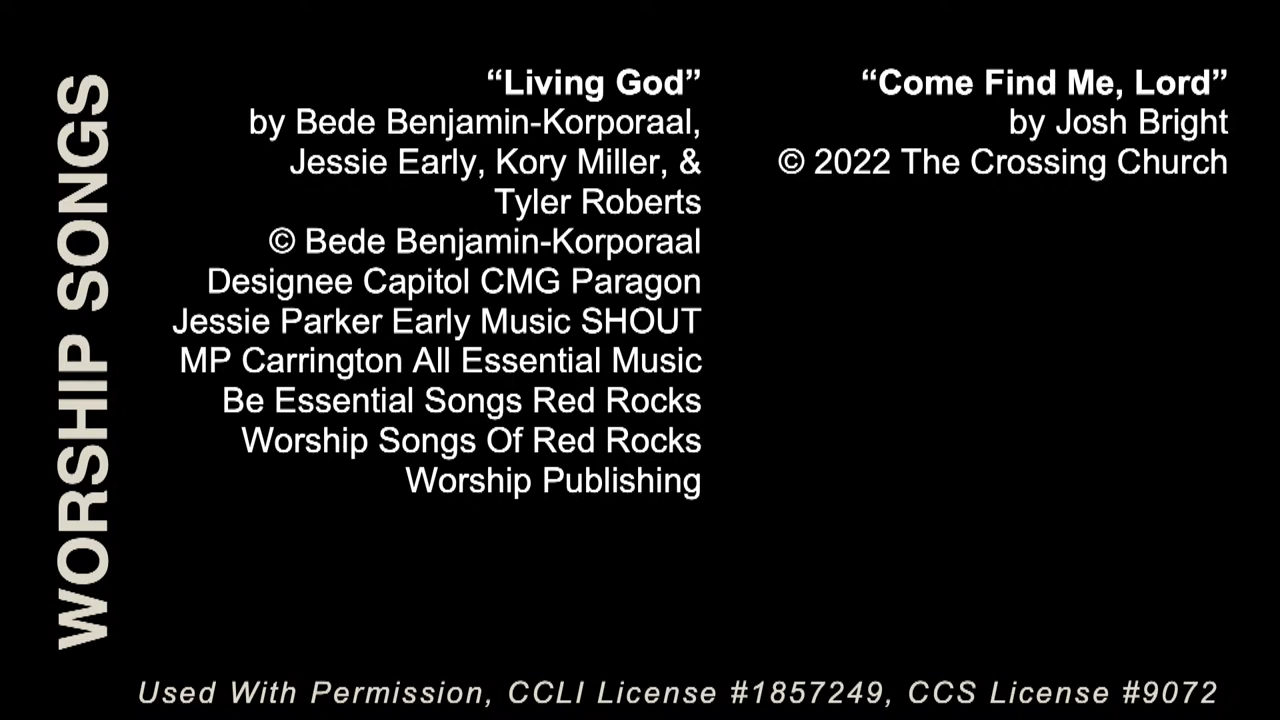 WORSHIP SONGS
“Living God”
by Bede Benjamin-Korporaal,
Jessie Early, Kory Miller, &
Tyler Roberts
© Bede Benjamin-Korporaal
Designee Capitol CMG Paragon
Jessie Parker Early Music SHOUT
MP Carrington All Essential Music
Be Essential Songs Red Rocks
Worship Songs Of Red Rocks
Worship Publishing
“Come Find Me, Lord”
by Josh Bright
© 2022 The Crossing Church
Used With Permission, CCLI License #1857249, CCS License #9072